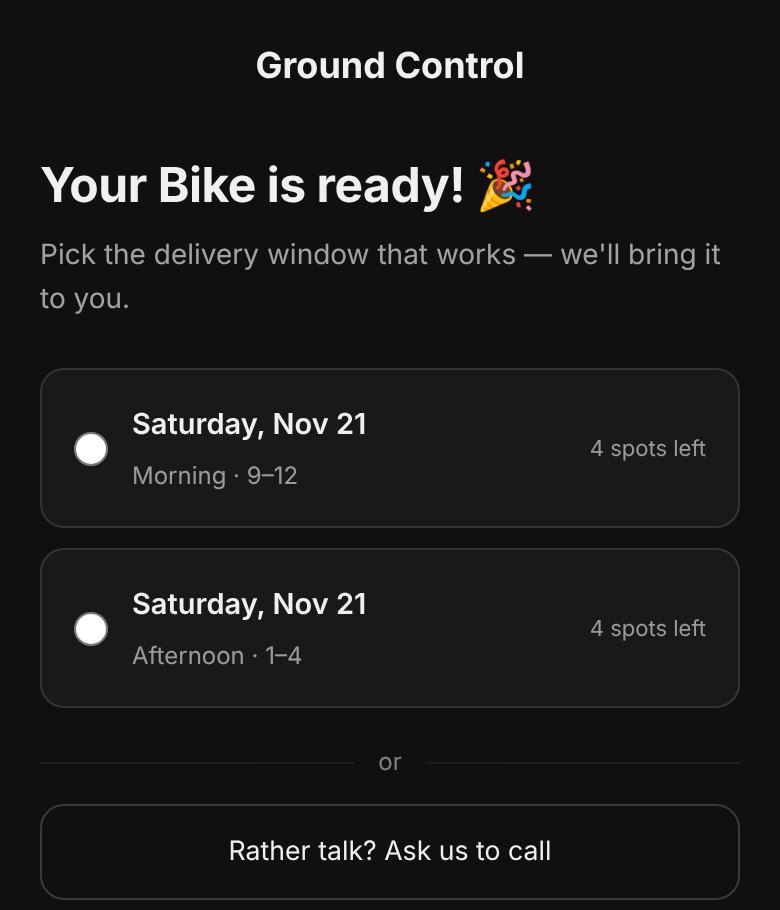 Ground Control
Your Bike is ready! 🎉
Pick the delivery window that works — we'll bring it
to you.
Saturday, Nov 21
Morning · 9–12
4 spots left
Saturday, Nov 21
Afternoon · 1–4
4 spots left
or
Rather talk? Ask us to call